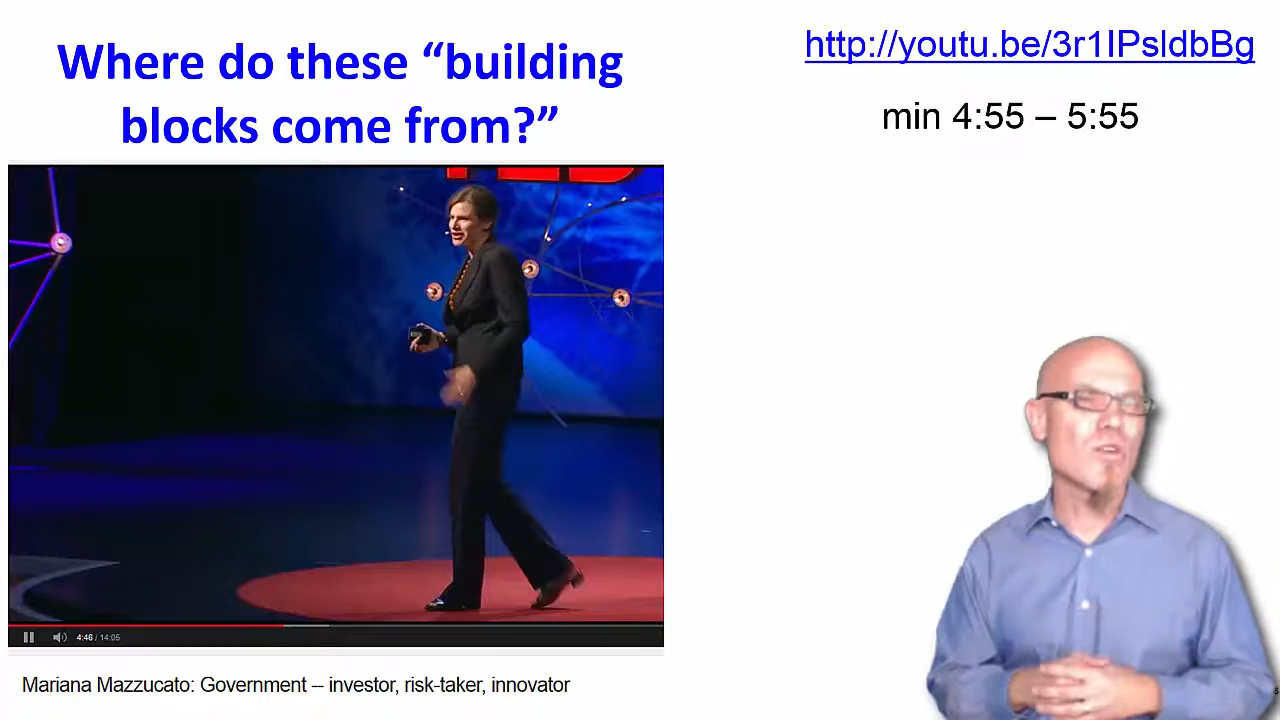 Where do these “building
blocks come from?”
http://youtu.be/3r1IPsldbBg
min 4:55 – 5:55
4:46 / 14:05
Mariana Mazzucato: Government -- investor, risk-taker, innovator